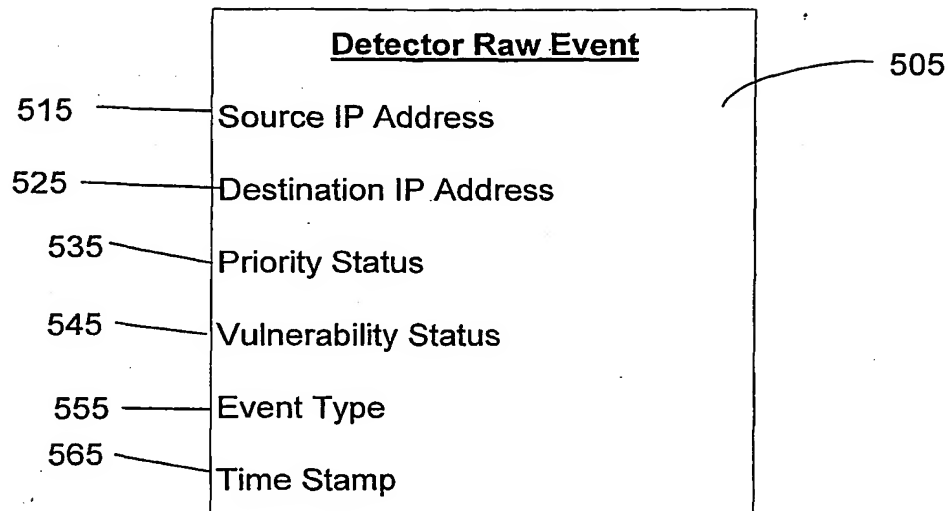 Detector Raw Event
505
515 Source IP Address
525 Destination IP Address
535 Priority Status
545 Vulnerability Status
555 Event Type
565 Time Stamp